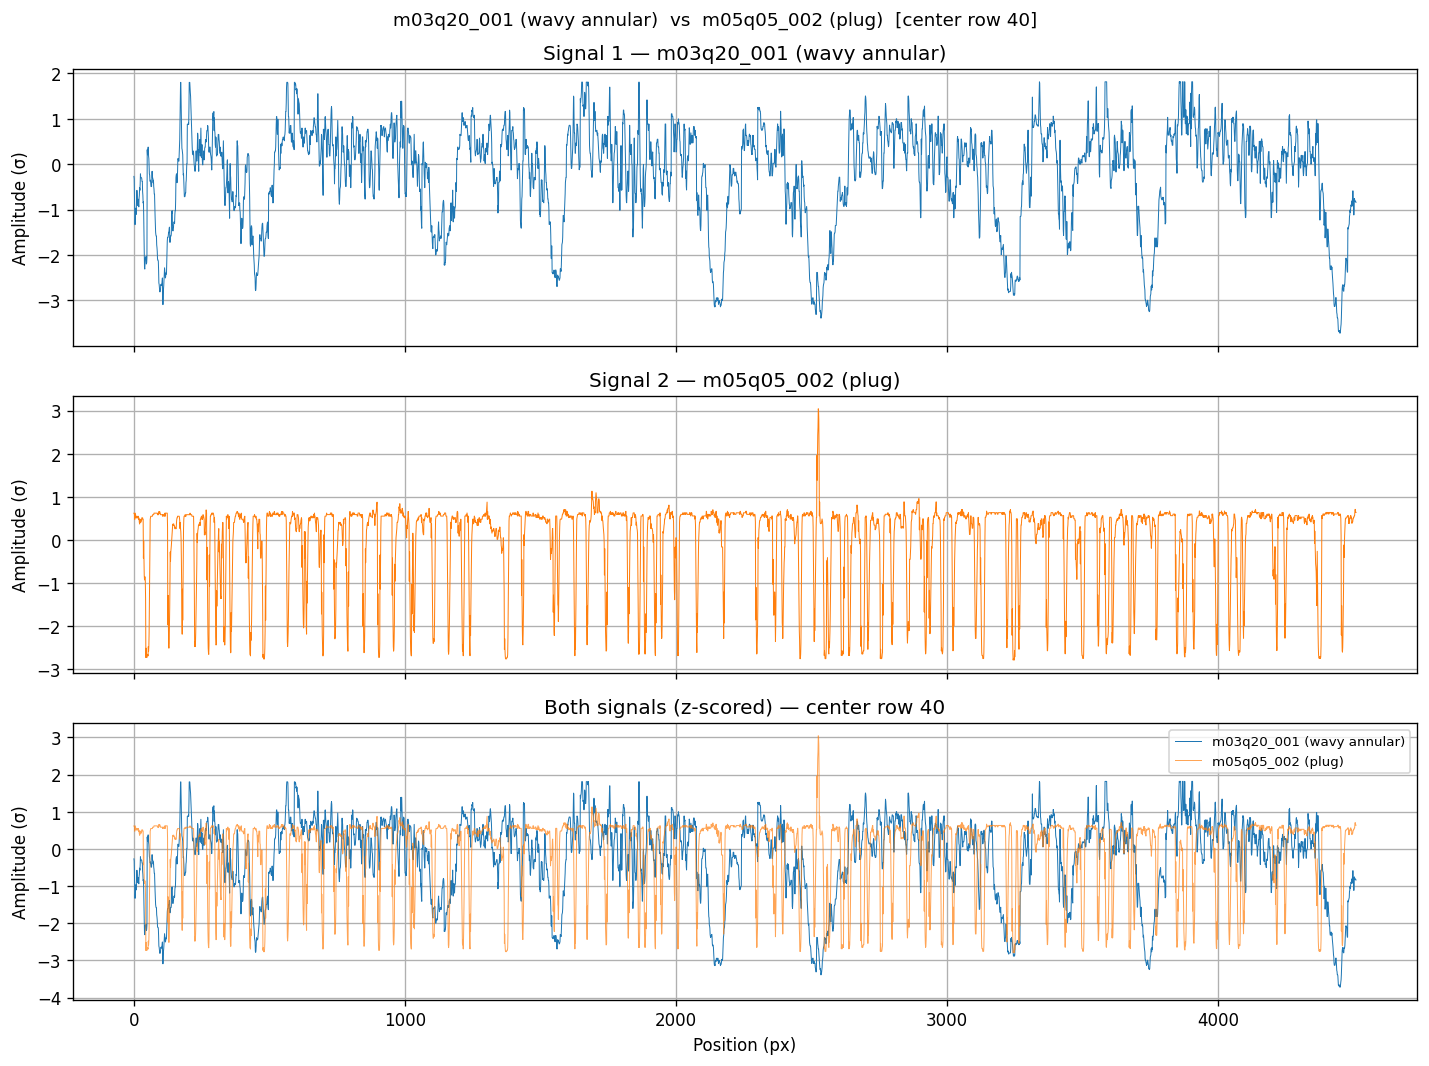 m03q20_001 (wavy annular)  vs  m05q05_002 (plug)  [center row 40]
Signal 1 — m03q20_001 (wavy annular)
2
1
0
−1
−2
−3
Amplitude (σ)
Signal 2 — m05q05_002 (plug)
3
2
1
0
−1
−2
−3
Amplitude (σ)
Both signals (z-scored) — center row 40
m03q20_001 (wavy annular)
m05q05_002 (plug)
3
2
1
0
−1
−2
−3
−4
Amplitude (σ)
0 1000 2000 3000 4000
Position (px)